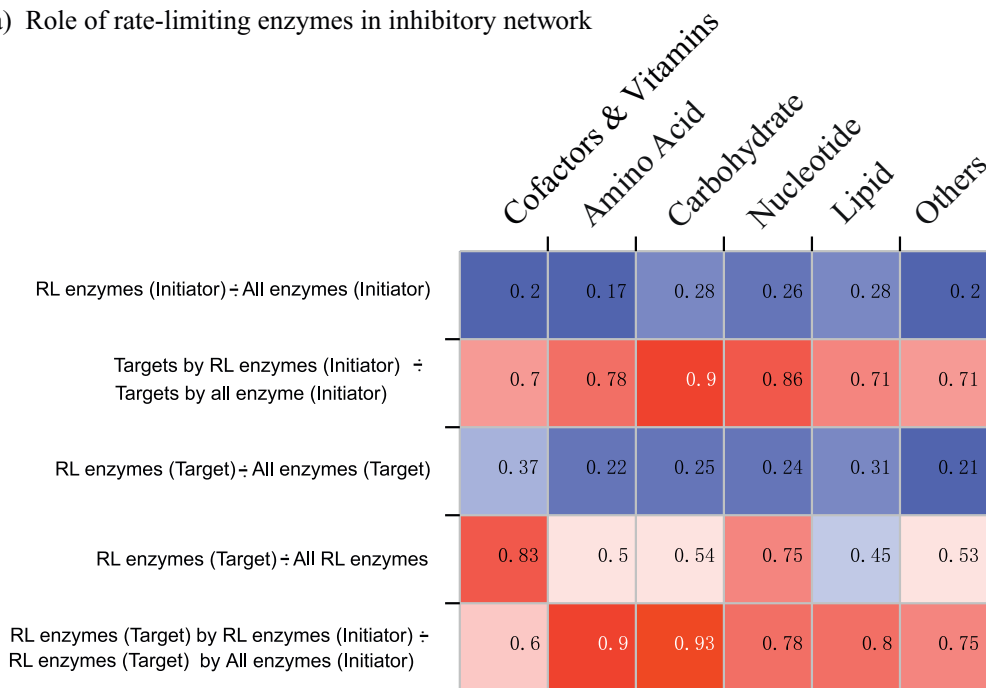 a) Role of rate-limiting enzymes in inhibitory network
Cofactors & Vitamins
Amino Acid
Carbohydrate
Nucleotide
Lipid
Others
RL enzymes (Initiator) ÷ All enzymes (Initiator)
0.2 0.17 0.28 0.26 0.28 0.2
Targets by RL enzymes (Initiator) ÷
Targets by all enzyme (Initiator)
0.7 0.78 0.9 0.86 0.71 0.71
RL enzymes (Target) ÷ All enzymes (Target)
0.37 0.22 0.25 0.24 0.31 0.21
RL enzymes (Target) ÷ All RL enzymes
0.83 0.5 0.54 0.75 0.45 0.53
RL enzymes (Target) by RL enzymes (Initiator) ÷
RL enzymes (Target) by All enzymes (Initiator)
0.6 0.9 0.93 0.78 0.8 0.75